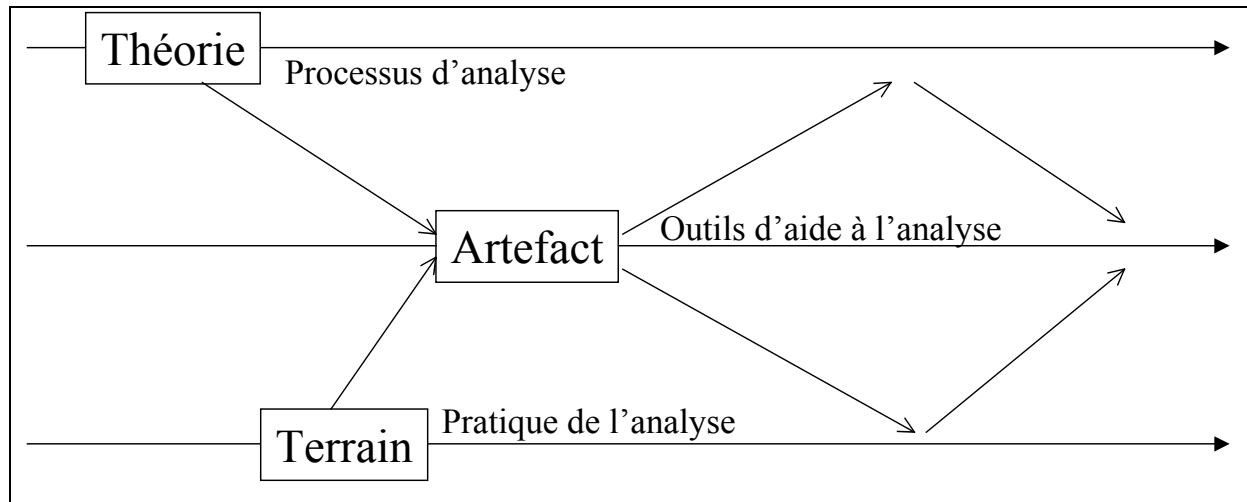 Théorie
Processus d’analyse
Artefact
Outils d’aide à l’analyse
Terrain
Pratique de l’analyse